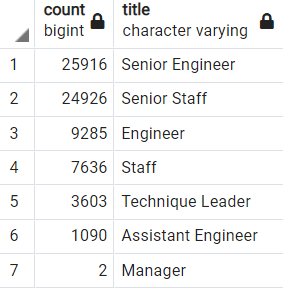 count title
bigint character varying
1 25916 Senior Engineer
2 24926 Senior Staff
3 9285 Engineer
4 7636 Staff
5 3603 Technique Leader
6 1090 Assistant Engineer
7 2 Manager